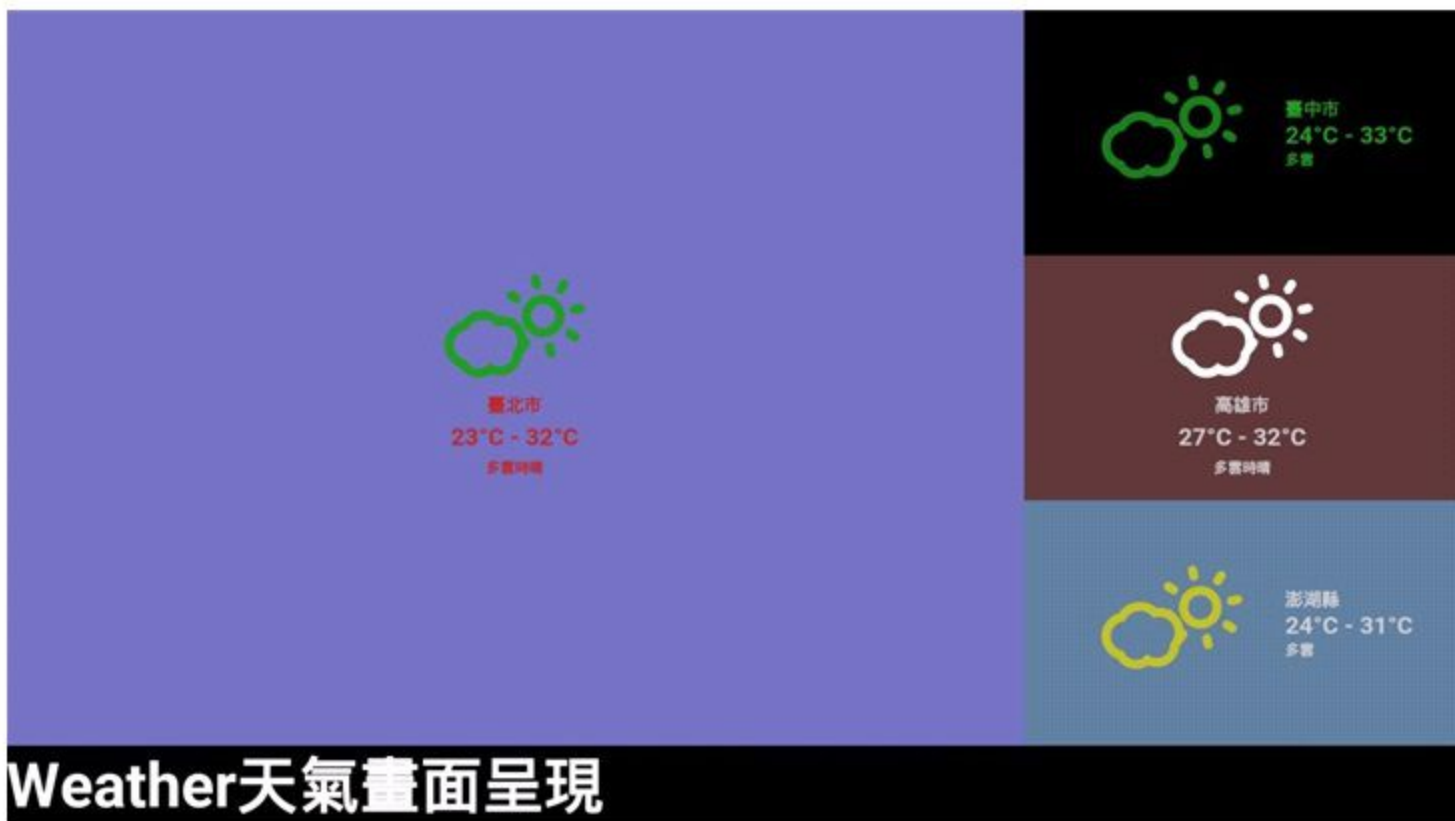 臺北市
23°C - 32°C
多雲時晴
臺中市
24°C - 33°C
多雲
高雄市
27°C - 32°C
多雲時晴
澎湖縣
24°C - 31°C
多雲
Weather天氣畫面呈現